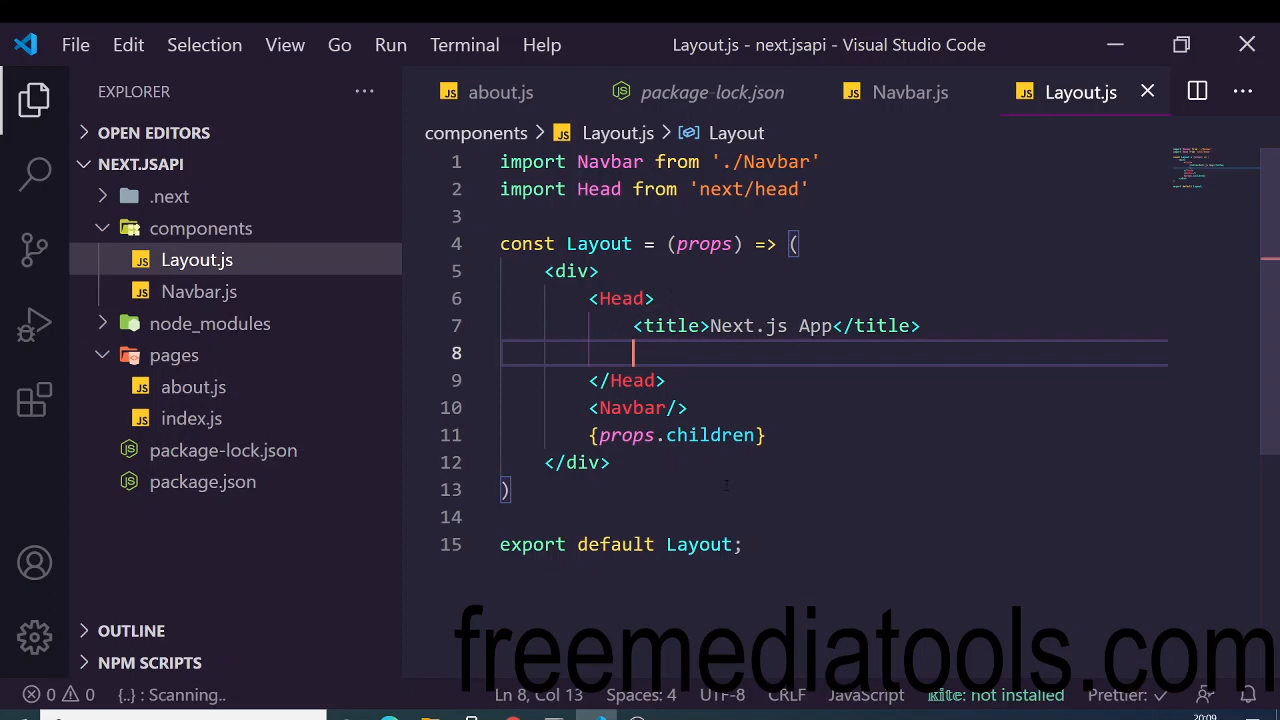 File Edit Selection View Go Run Terminal Help Layout.js - next.jsapi - Visual Studio Code
EXPLORER
OPEN EDITORS
NEXT.JSAPI
.next
components
Layout.js
Navbar.js
node_modules
pages
about.js
index.js
package-lock.json
package.json
OUTLINE
NPM SCRIPTS
about.js package-lock.json Navbar.js Layout.js
components > Layout.js > Layout
1 import Navbar from './Navbar'
2 import Head from 'next/head'
3
4 const Layout = (props) => (
5 <div>
6 <Head>
7 <title>Next.js App</title>
8
9 </Head>
10 <Navbar/>
11 {props.children}
12 </div>
13 )
14
15 export default Layout;
freemediatools.com
0 0 {..} : Scanning.. Ln 8, Col 13 Spaces: 4 UTF-8 CRLF JavaScript kite: not installed Prettier: ✓
20:09